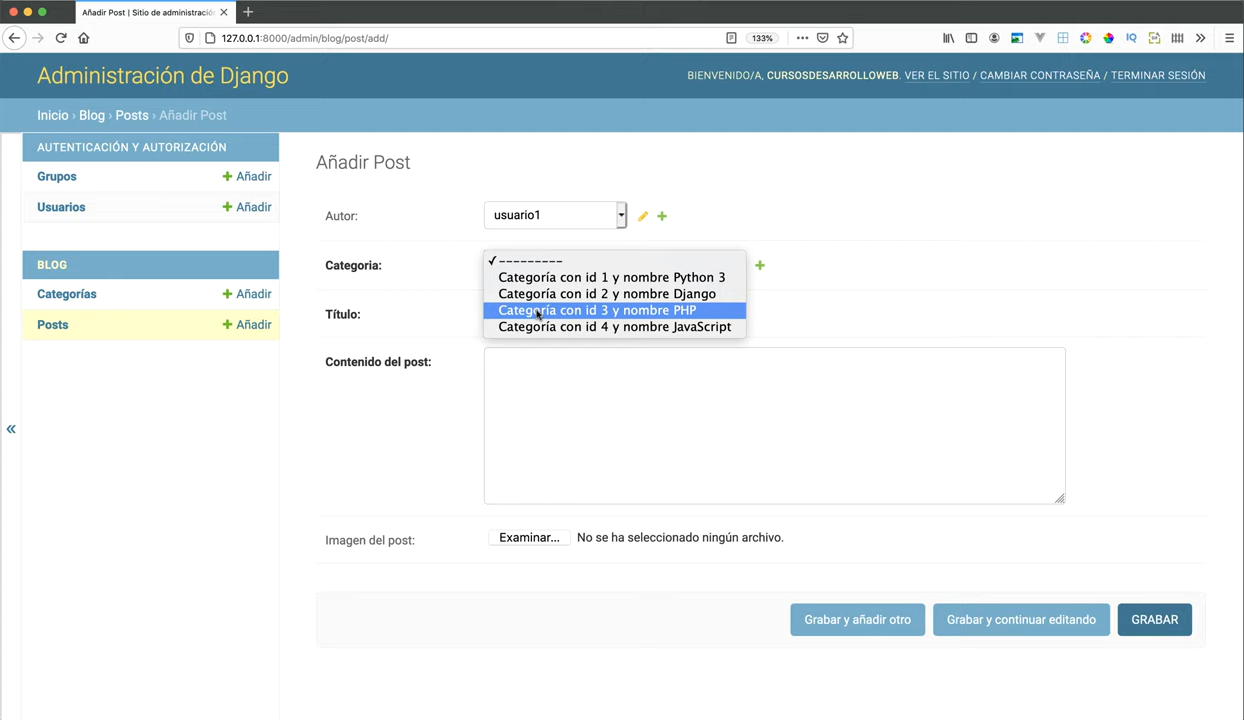 Añadir Post | Sitio de administració
127.0.0.1:8000/admin/blog/post/add/
133%
IQ
Administración de Django
BIENVENIDO/A, CURSOSDESARROLLOWEB. VER EL SITIO / CAMBIAR CONTRASEÑA / TERMINAR SESIÓN
Inicio › Blog › Posts › Añadir Post
AUTENTICACIÓN Y AUTORIZACIÓN
Grupos
Añadir
Usuarios
Añadir
BLOG
Categorías
Añadir
Posts
Añadir
«
Añadir Post
Autor:
usuario1
Categoria:
---------
Categoría con id 1 y nombre Python 3
Categoría con id 2 y nombre Django
Categoría con id 3 y nombre PHP
Categoría con id 4 y nombre JavaScript
Título:
Contenido del post:
Imagen del post:
Examinar... No se ha seleccionado ningún archivo.
Grabar y añadir otro
Grabar y continuar editando
GRABAR